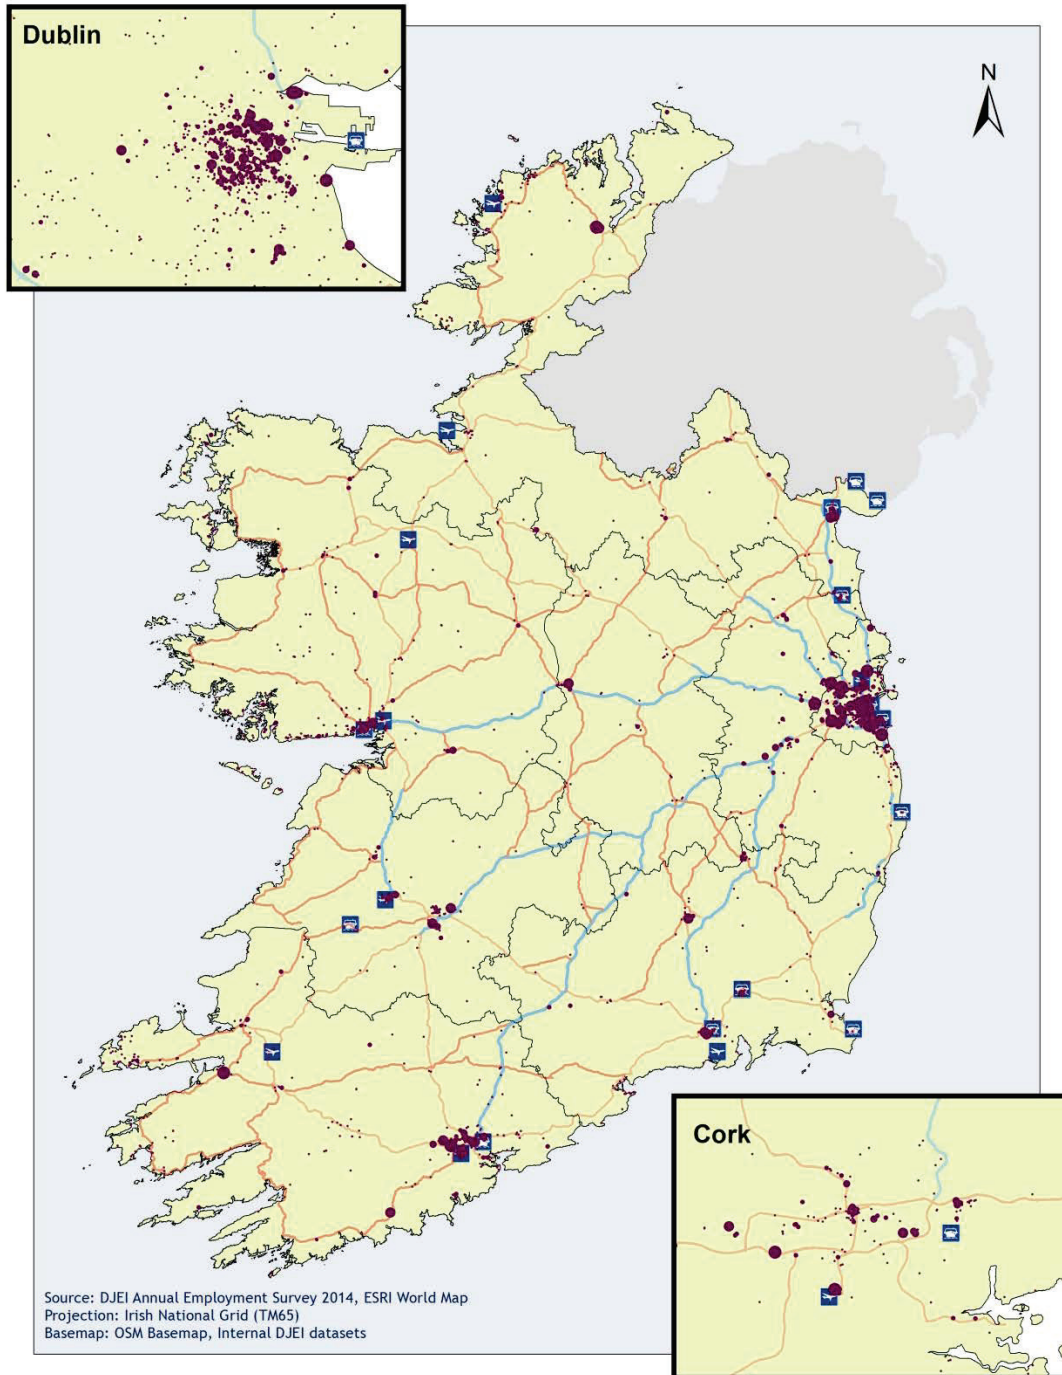 Dublin
N
Cork
Source: DJEI Annual Employment Survey 2014, ESRI World Map
Projection: Irish National Grid (TM65)
Basemap: OSM Basemap, Internal DJEI datasets